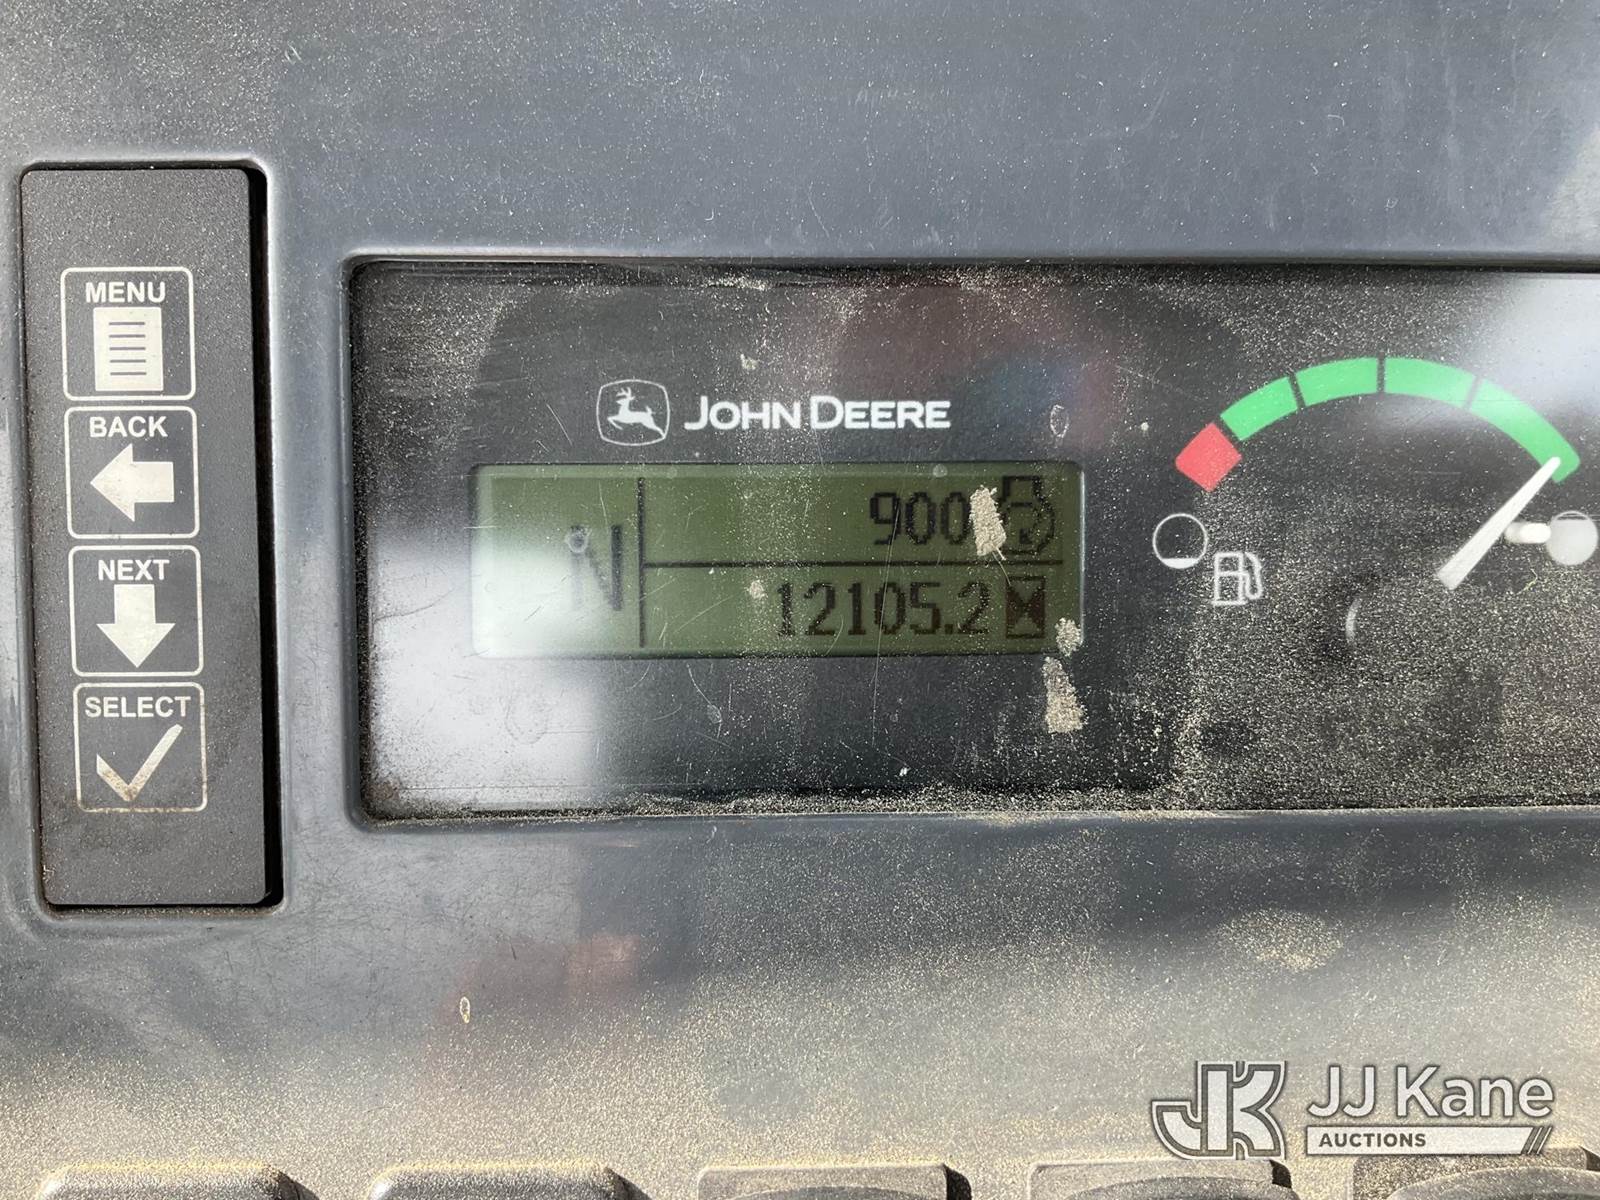 MENU
BACK
NEXT
SELECT
JOHN DEERE
900
N
12105.2
JJ Kane
AUCTIONS